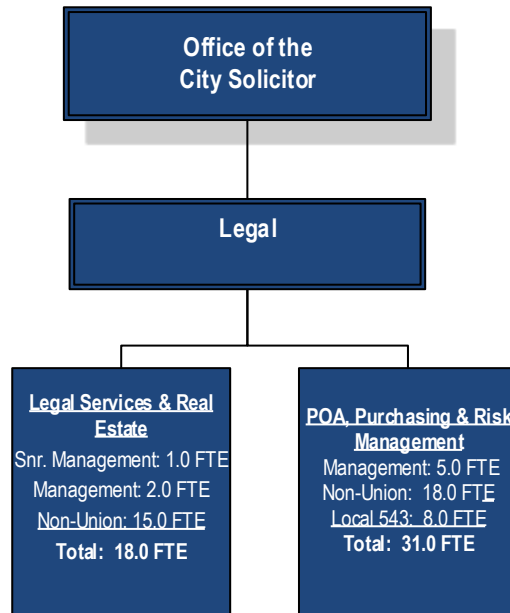 Office of the
City Solicitor
Legal
Legal Services & Real
Estate
Snr. Management: 1.0 FTE
Management: 2.0 FTE
Non-Union: 15.0 FTE
Total: 18.0 FTE
POA, Purchasing & Risk
Management
Management: 5.0 FTE
Non-Union: 18.0 FTE
Local 543: 8.0 FTE
Total: 31.0 FTE